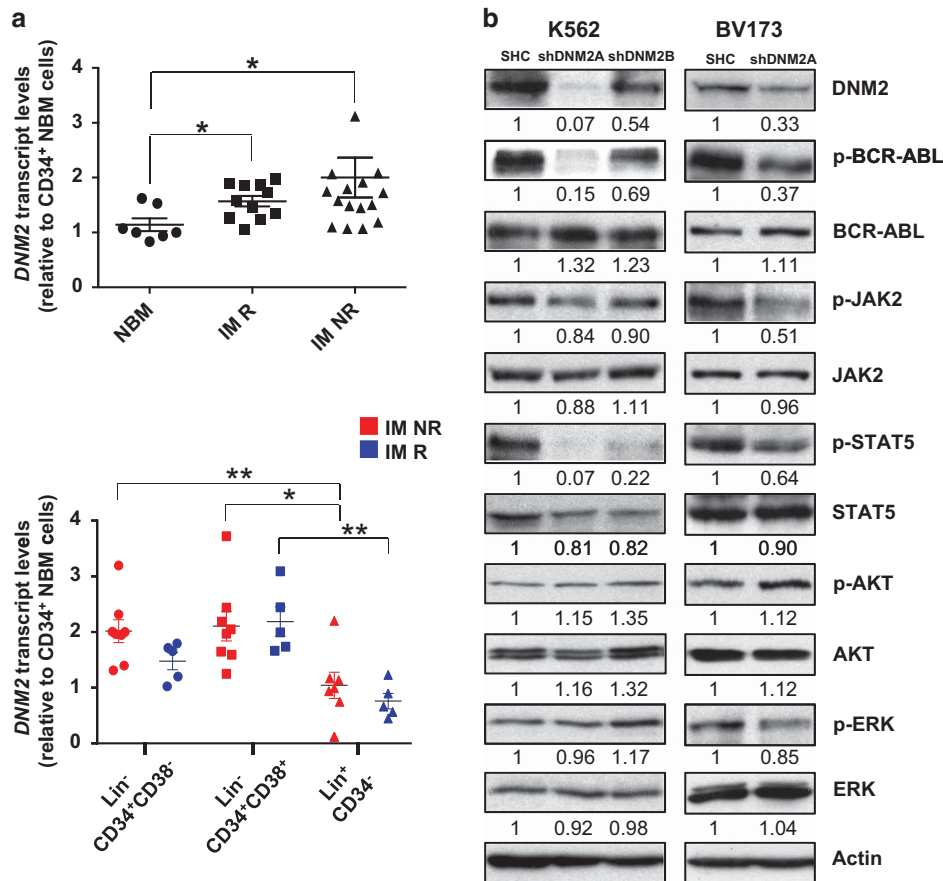 a
DNM2 transcript levels
(relative to CD34+ NBM cells)
4
3
2
1
0
*
*
NBM
IM R
IM NR
IM NR
IM R
DNM2 transcript levels
(relative to CD34+ NBM cells)
4
3
2
1
0
**
*
**
Lin-
CD34+CD38-
Lin-
CD34+CD38+
Lin+
CD34-
b
K562 BV173
SHC shDNM2A shDNM2B SHC shDNM2A
DNM2
1 0.07 0.54 1 0.33
p-BCR-ABL
1 0.15 0.69 1 0.37
BCR-ABL
1 1.32 1.23 1 1.11
p-JAK2
1 0.84 0.90 1 0.51
JAK2
1 0.88 1.11 1 0.96
p-STAT5
1 0.07 0.22 1 0.64
STAT5
1 0.81 0.82 1 0.90
p-AKT
1 1.15 1.35 1 1.12
AKT
1 1.16 1.32 1 1.12
p-ERK
1 0.96 1.17 1 0.85
ERK
1 0.92 0.98 1 1.04
Actin